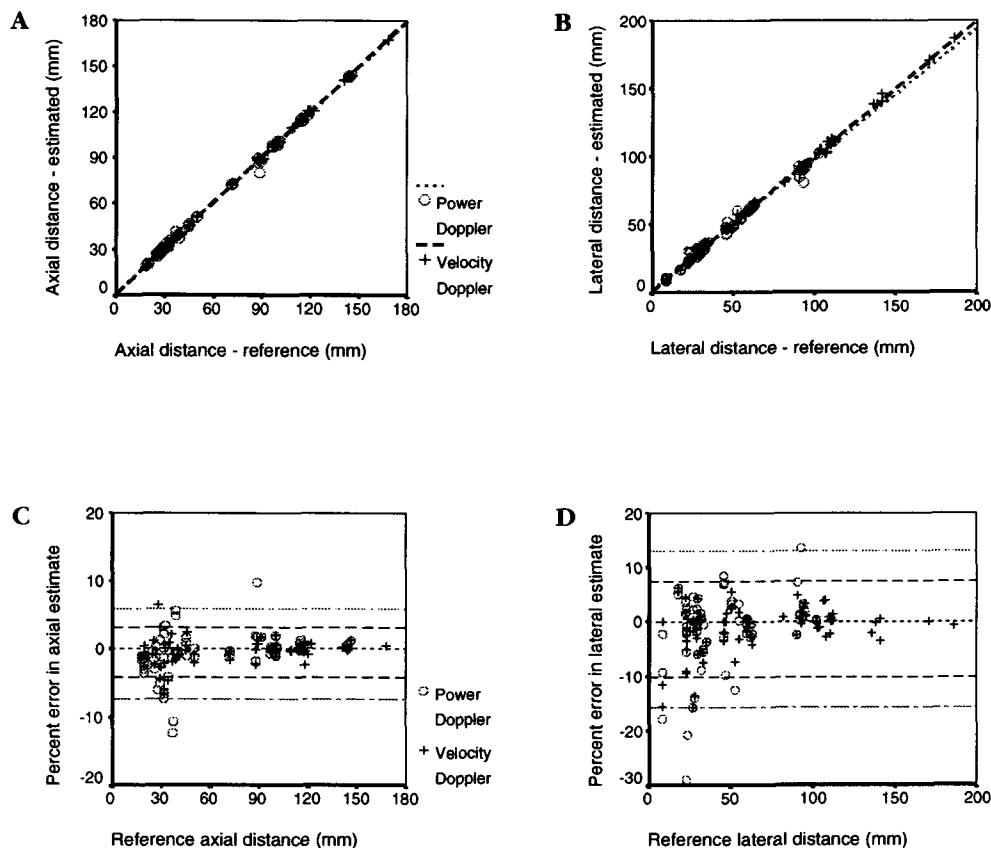 A
Axial distance - estimated (mm)
180
150
120
90
60
30
0
0 30 60 90 120 150 180
Axial distance - reference (mm)
Power
Doppler
Velocity
Doppler
B
Lateral distance - estimated (mm)
200
150
100
50
0
0 50 100 150 200
Lateral distance - reference (mm)
C
Percent error in axial estimate
20
10
0
-10
-20
0 30 60 90 120 150 180
Reference axial distance (mm)
Power
Doppler
Velocity
Doppler
D
Percent error in lateral estimate
20
10
0
-10
-20
-30
0 50 100 150 200
Reference lateral distance (mm)